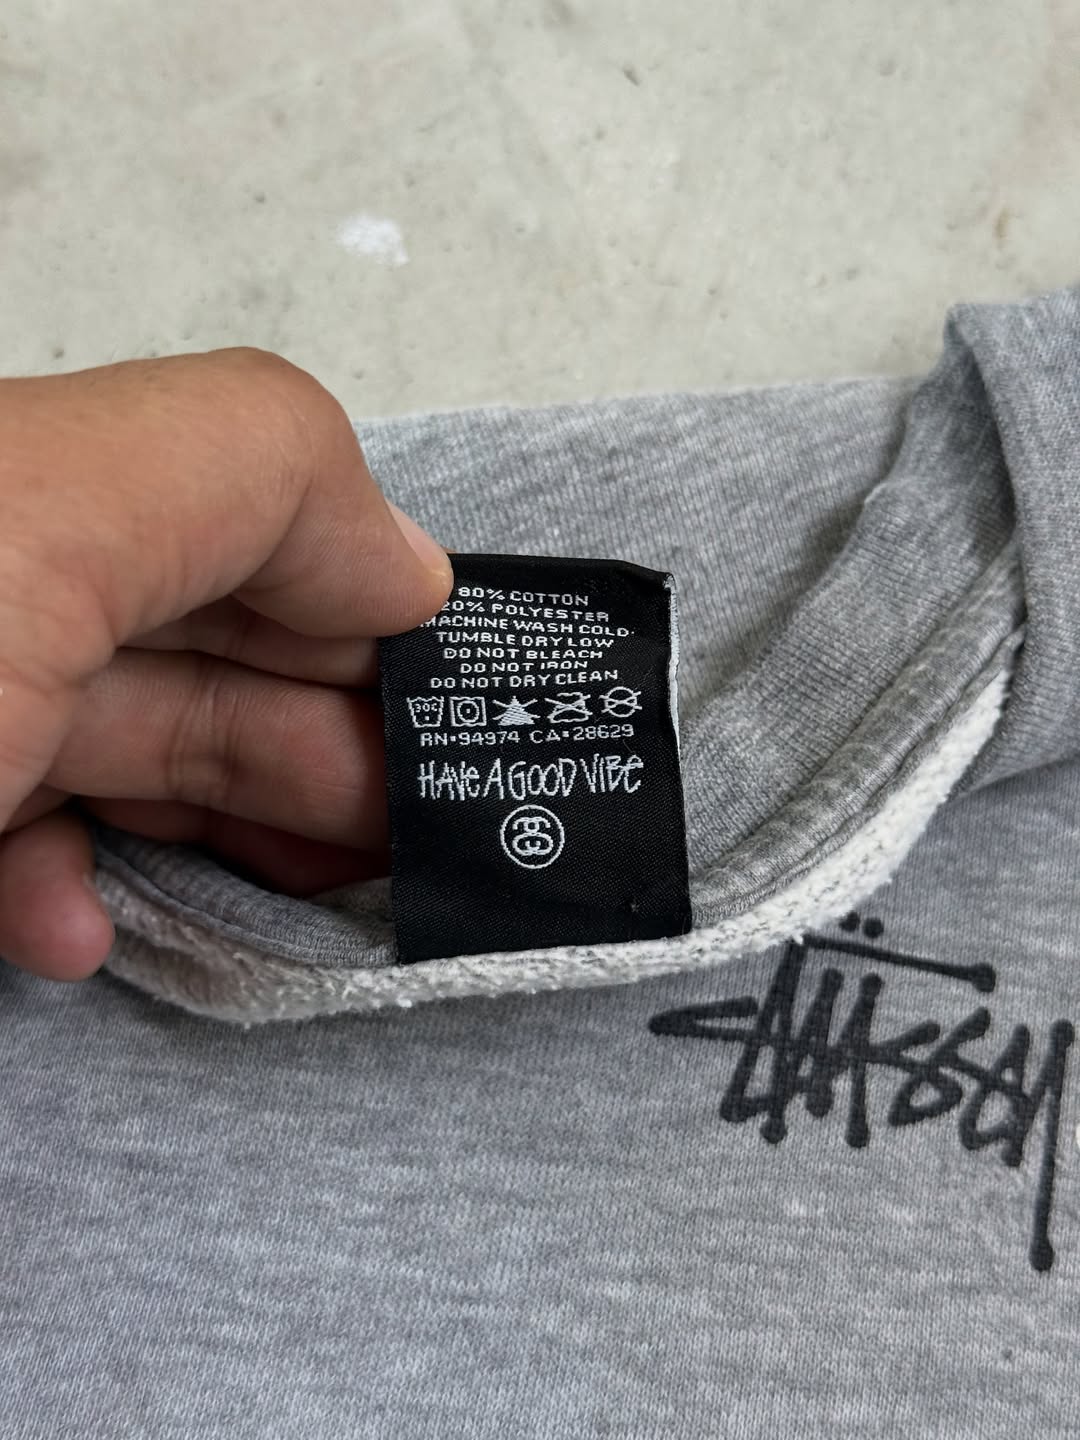 80% COTTON
20% POLYESTER
MACHINE WASH COLD.
TUMBLE DRY LOW
DO NOT BLEACH
DO NOT IRON
DO NOT DRY CLEAN
30C
RN•94974 CA•28629
HAVE A GOOD VIBE
Stüssy